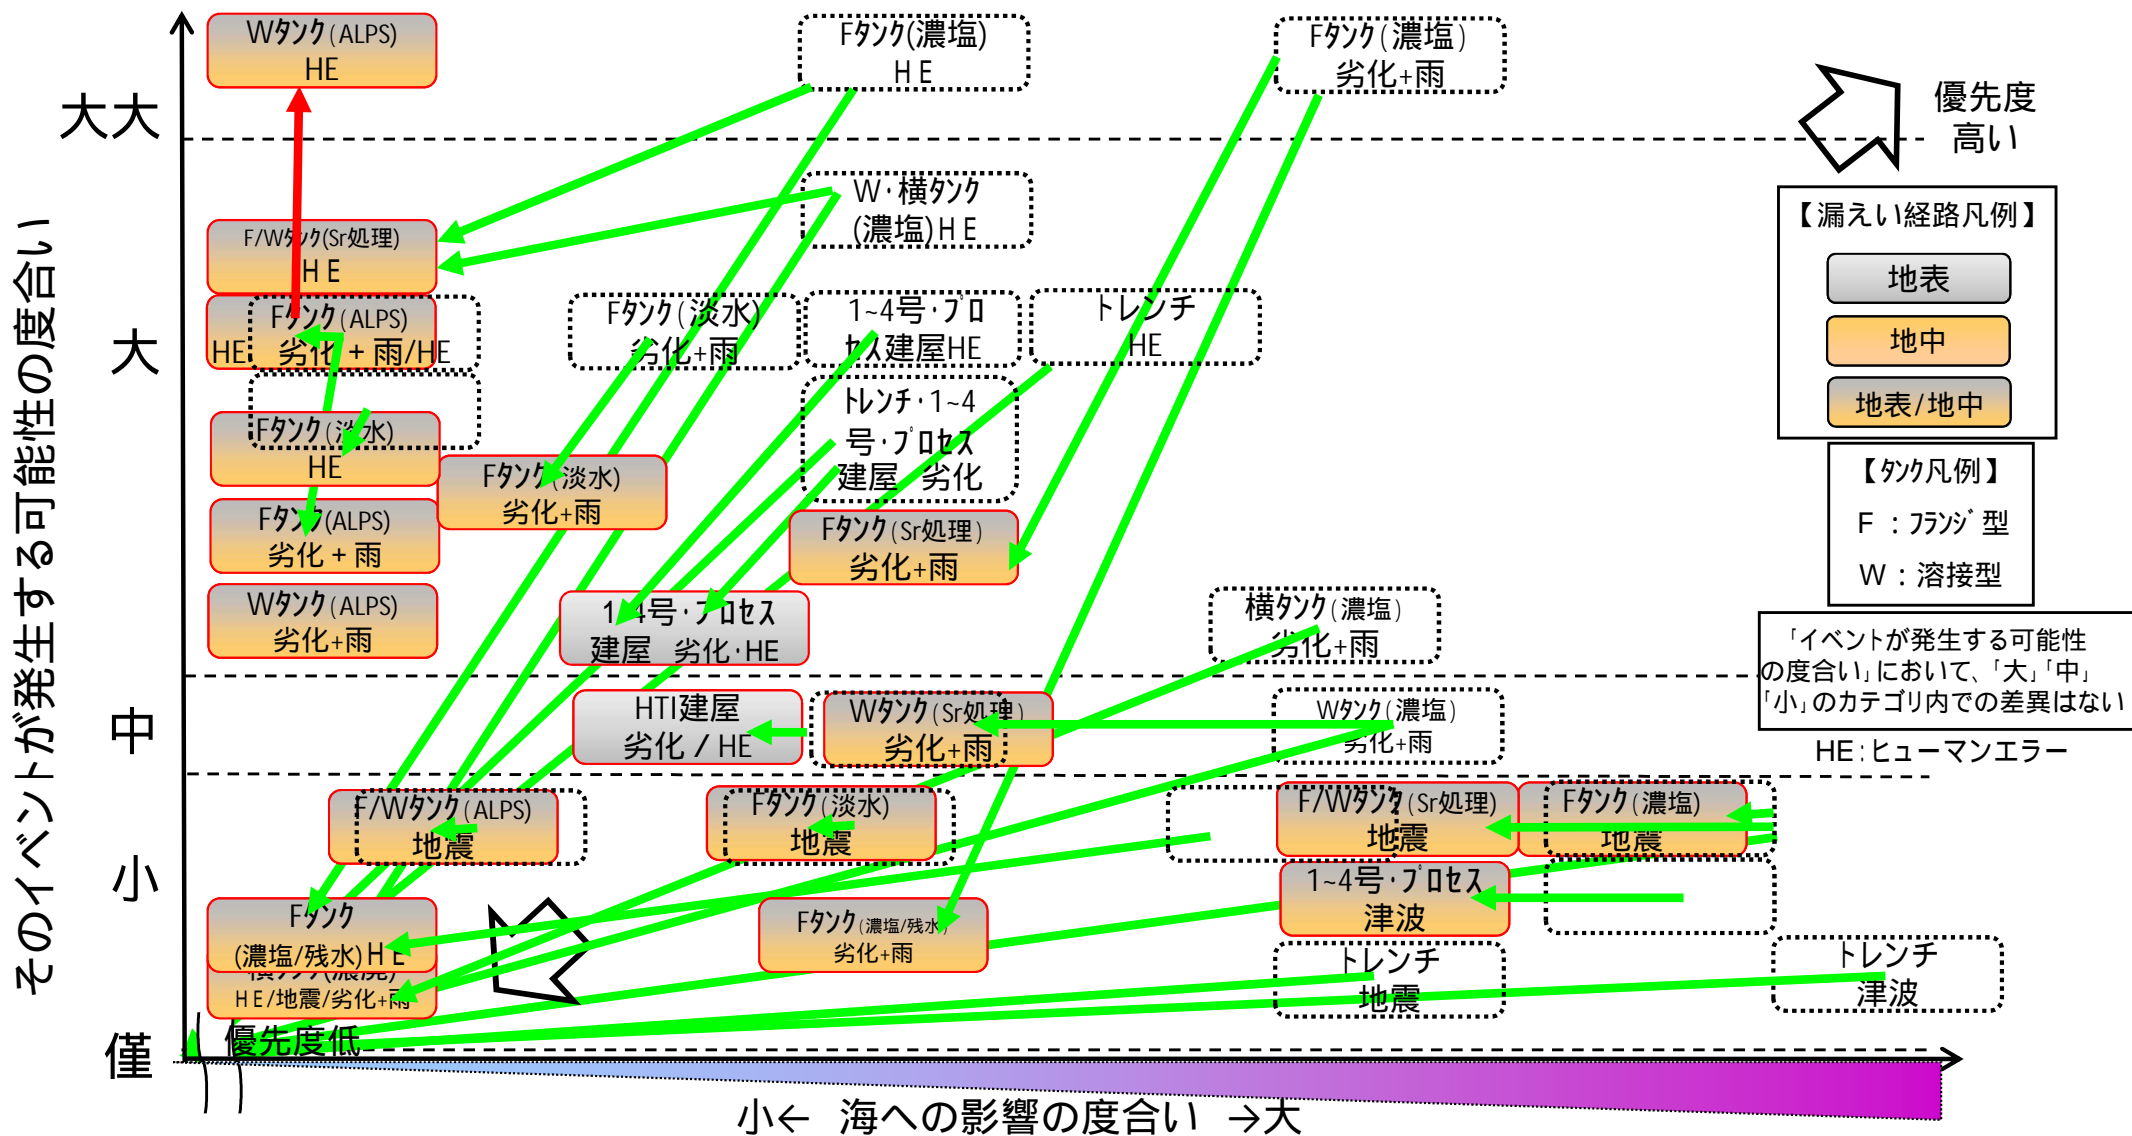 そのイベントが発生する可能性の度合い
大大
大
中
小
僅
Wタンク(ALPS)
HE
Fタンク(濃塩)
HE
Fタンク(濃塩)
劣化+雨
優先度
高い
W・横タンク
(濃塩)HE
F/Wタンク(Sr処理)
HE
Fタンク(ALPS)
劣化+雨/HE
HE
Fタンク(淡水)
劣化+雨
1~4号・プロ
セス建屋HE
トレンチ
HE
トレンチ・1~4
号・プロセス
建屋 劣化
Fタンク(淡水)
HE
Fタンク(淡水)
劣化+雨
Fタンク(ALPS)
劣化+雨
Fタンク(Sr処理)
劣化+雨
Wタンク(ALPS)
劣化+雨
1~4号・プロセス
建屋 劣化・HE
横タンク(濃塩)
劣化+雨
HTI建屋
劣化/HE
Wタンク(Sr処理)
劣化+雨
Wタンク(濃塩)
劣化+雨
F/Wタンク(ALPS)
地震
Fタンク(淡水)
地震
F/Wタンク(Sr処理)
地震
Fタンク(濃塩)
地震
1~4号・プロセス
津波
Fタンク
(濃塩/残水)HE
横タンク(濃廃)
HE/地震/劣化+雨
Fタンク(濃塩/残水)
劣化+雨
トレンチ
地震
トレンチ
津波
優先度低
小← 海への影響の度合い →大
【漏えい経路凡例】
地表
地中
地表/地中
【タンク凡例】
F:フランジ型
W:溶接型
「イベントが発生する可能性
の度合い」において、「大」「中」
「小」のカテゴリ内での差異はない
HE:ヒューマンエラー